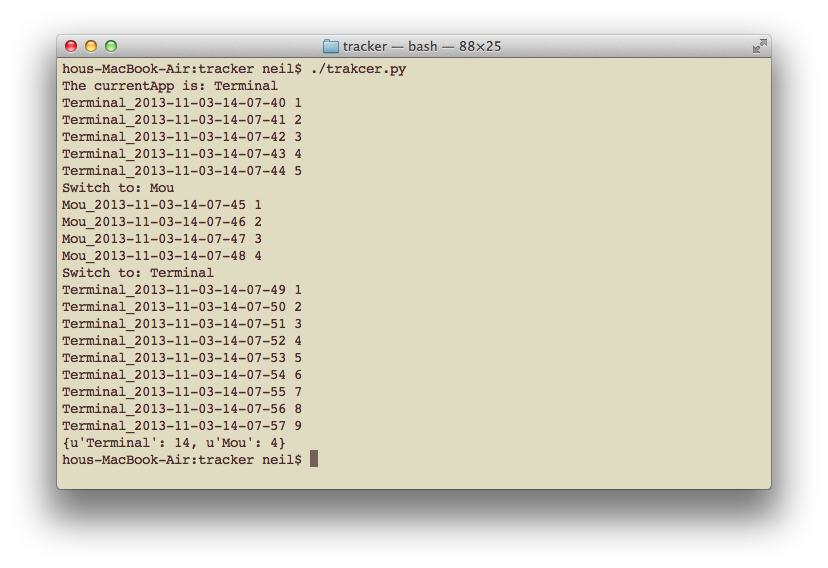 tracker — bash — 88×25
hous-MacBook-Air:tracker neil$ ./trakcer.py
The currentApp is: Terminal
Terminal_2013-11-03-14-07-40 1
Terminal_2013-11-03-14-07-41 2
Terminal_2013-11-03-14-07-42 3
Terminal_2013-11-03-14-07-43 4
Terminal_2013-11-03-14-07-44 5
Switch to: Mou
Mou_2013-11-03-14-07-45 1
Mou_2013-11-03-14-07-46 2
Mou_2013-11-03-14-07-47 3
Mou_2013-11-03-14-07-48 4
Switch to: Terminal
Terminal_2013-11-03-14-07-49 1
Terminal_2013-11-03-14-07-50 2
Terminal_2013-11-03-14-07-51 3
Terminal_2013-11-03-14-07-52 4
Terminal_2013-11-03-14-07-53 5
Terminal_2013-11-03-14-07-54 6
Terminal_2013-11-03-14-07-55 7
Terminal_2013-11-03-14-07-56 8
Terminal_2013-11-03-14-07-57 9
{u'Terminal': 14, u'Mou': 4}
hous-MacBook-Air:tracker neil$